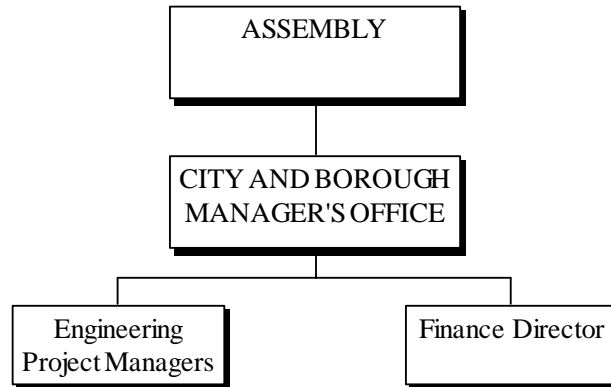 ASSEMBLY
CITY AND BOROUGH
MANAGER'S OFFICE
Engineering
Project Managers
Finance Director